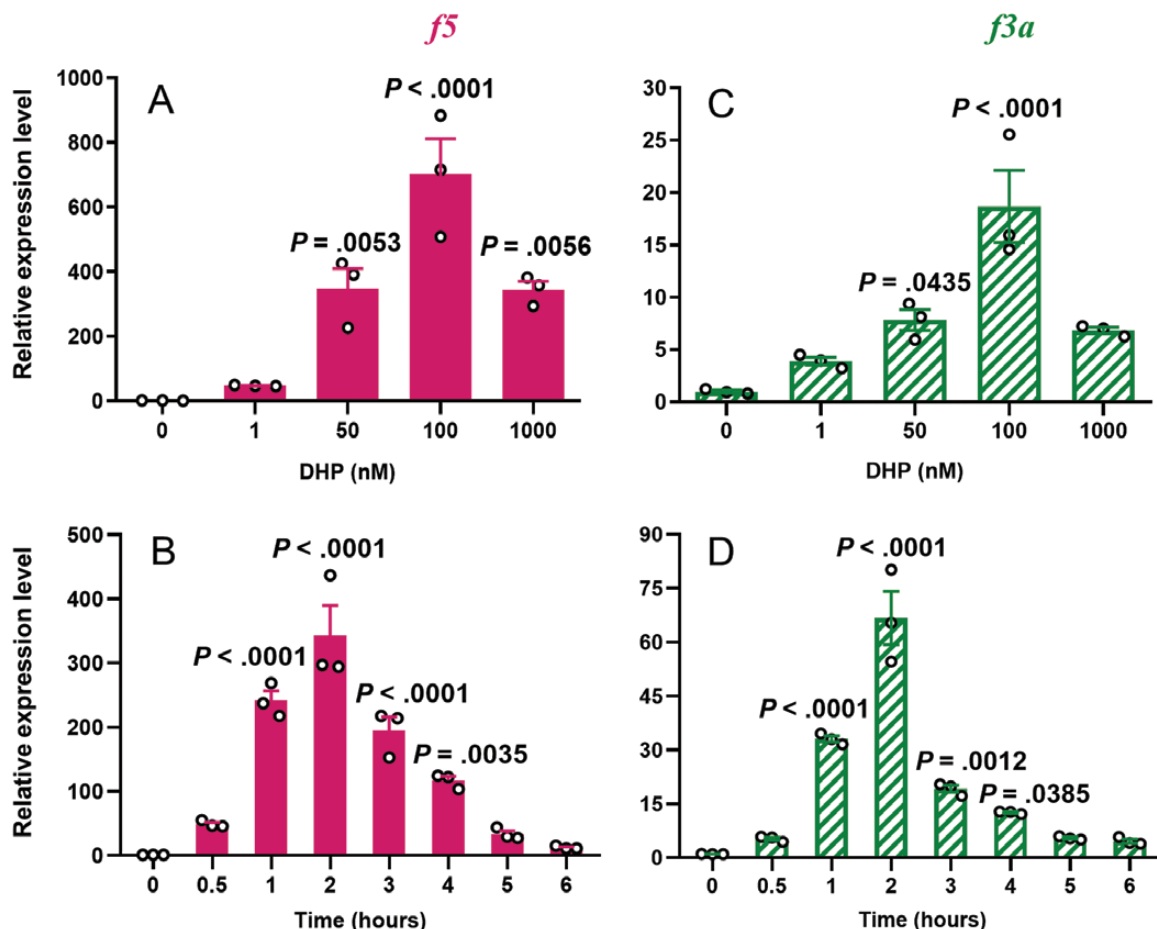 f5
f3a
A
Relative expression level
1000
800
600
400
200
0
P = .0053
P < .0001
P = .0056
0 1 50 100 1000
DHP (nM)
C
30
25
20
15
10
5
0
P = .0435
P < .0001
0 1 50 100 1000
DHP (nM)
B
Relative expression level
500
400
300
200
100
0
P < .0001
P < .0001
P < .0001
P = .0035
0 0.5 1 2 3 4 5 6
Time (hours)
D
90
75
60
45
30
15
0
P < .0001
P < .0001
P = .0012
P = .0385
0 0.5 1 2 3 4 5 6
Time (hours)